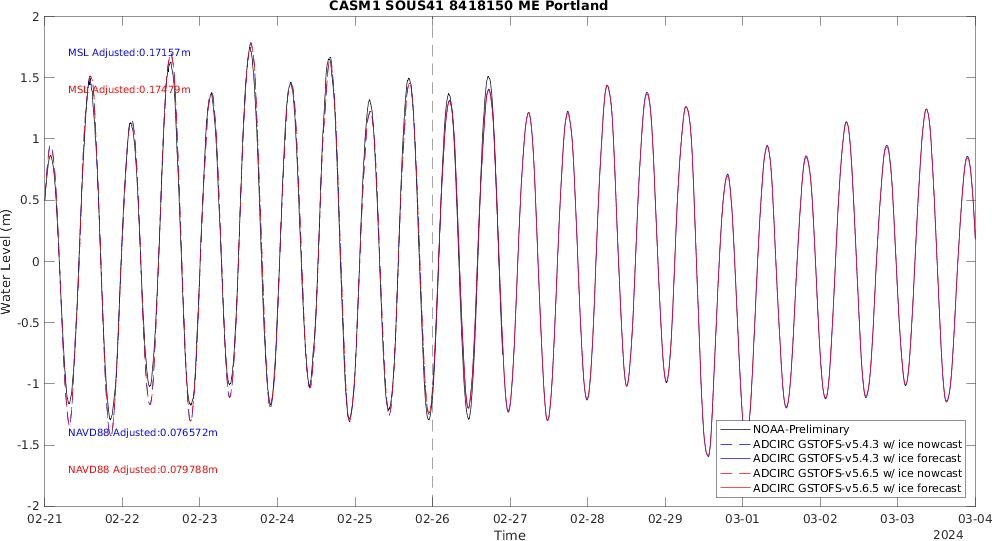 CASM1 SOUS41 8418150 ME Portland
Water Level (m)
2
1.5
1
0.5
0
-0.5
-1
-1.5
-2
MSL Adjusted:0.17157m
MSL Adjusted:0.17479m
NAVD88 Adjusted:0.076572m
NAVD88 Adjusted:0.079788m
NOAA-Preliminary
ADCIRC GSTOFS-v5.4.3 w/ ice nowcast
ADCIRC GSTOFS-v5.4.3 w/ ice forecast
ADCIRC GSTOFS-v5.6.5 w/ ice nowcast
ADCIRC GSTOFS-v5.6.5 w/ ice forecast
02-21 02-22 02-23 02-24 02-25 02-26 02-27 02-28 02-29 03-01 03-02 03-03 03-04
Time
2024